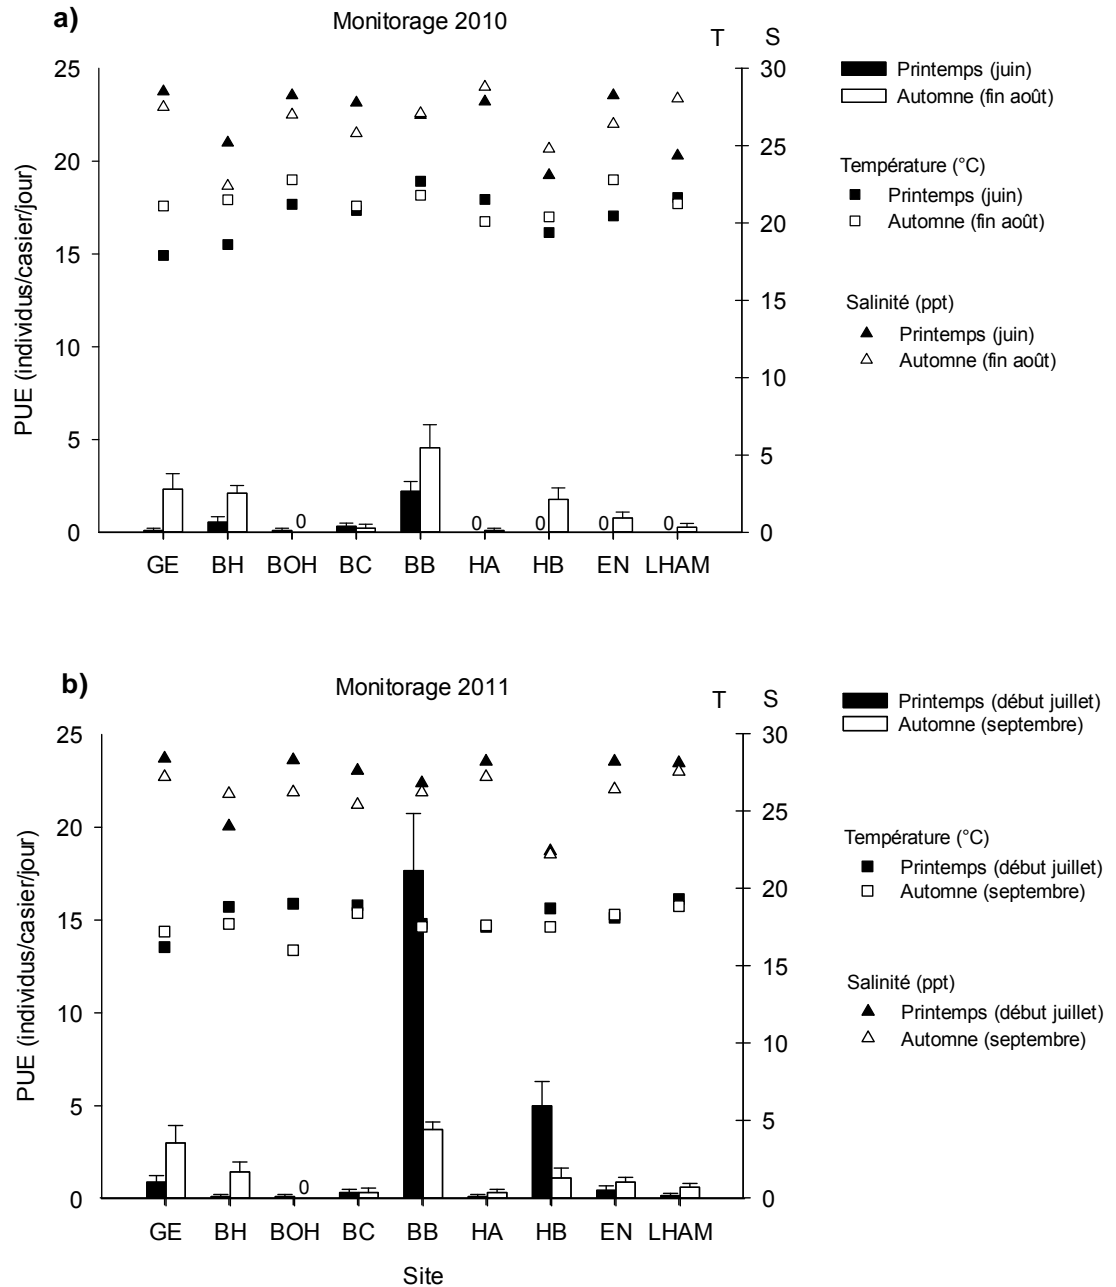 a)
Monitorage 2010
T
S
Printemps (juin)
Automne (fin août)
Température (°C)
Printemps (juin)
Automne (fin août)
Salinité (ppt)
Printemps (juin)
Automne (fin août)
PUE (individus/casier/jour)
25
20
15
10
5
0
30
25
20
15
10
5
0
0
0
0
0
0
GE BH BOH BC BB HA HB EN LHAM
b)
Monitorage 2011
T
S
Printemps (début juillet)
Automne (septembre)
Température (°C)
Printemps (début juillet)
Automne (septembre)
Salinité (ppt)
Printemps (début juillet)
Automne (septembre)
PUE (individus/casier/jour)
25
20
15
10
5
0
30
25
20
15
10
5
0
0
GE BH BOH BC BB HA HB EN LHAM
Site